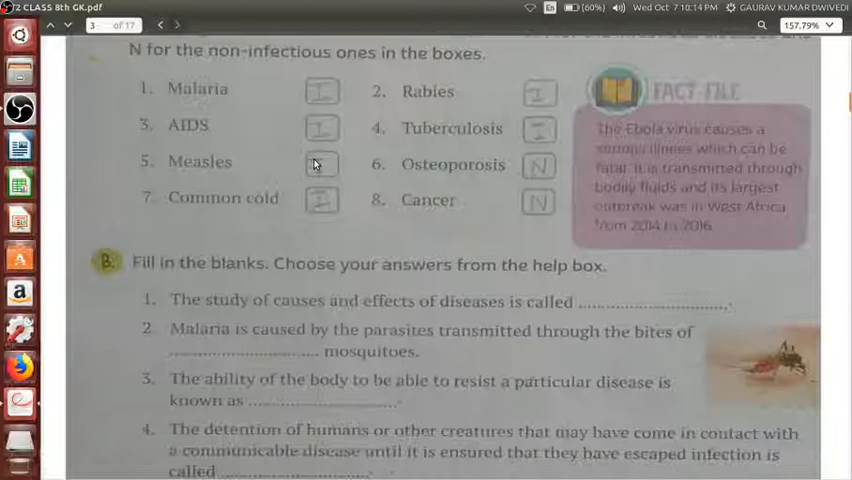 T2 CLASS 8th GK.pdf
En (60%) Wed Oct 7 10:14 PM GAURAV KUMAR DWIVEDI
3 of 17
157.79%
N for the non-infectious ones in the boxes.
1. Malaria I 2. Rabies I
3. AIDS I 4. Tuberculosis I
5. Measles 6. Osteoporosis N
7. Common cold I 8. Cancer N
FACT FILE
The Ebola virus causes a
serious illness which can be
fatal. It is transmitted through
bodily fluids and its largest
outbreak was in West Africa
from 2014 to 2016.
B. Fill in the blanks. Choose your answers from the help box.
1. The study of causes and effects of diseases is called ...............................
2. Malaria is caused by the parasites transmitted through the bites of
............................... mosquitoes.
3. The ability of the body to be able to resist a particular disease is
known as ...............................
4. The detention of humans or other creatures that may have come in contact with
a communicable disease until it is ensured that they have escaped infection is
called ...............................